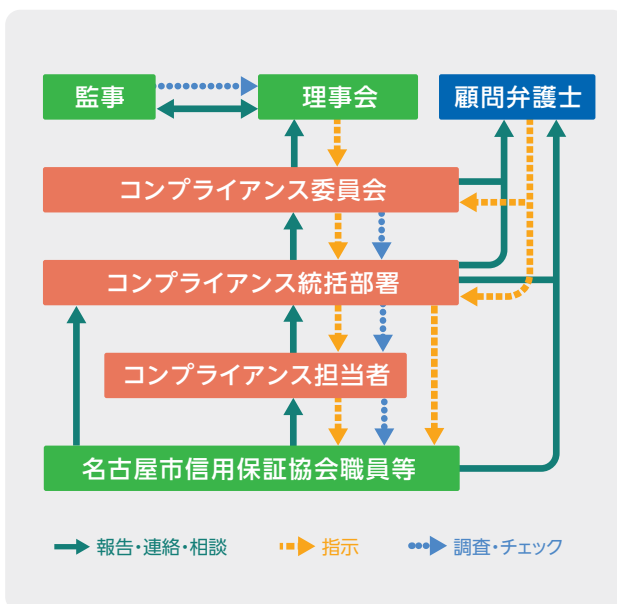 監事
理事会
顧問弁護士
コンプライアンス委員会
コンプライアンス統括部署
コンプライアンス担当者
名古屋市信用保証協会職員等
報告・連絡・相談
指示
調査・チェック